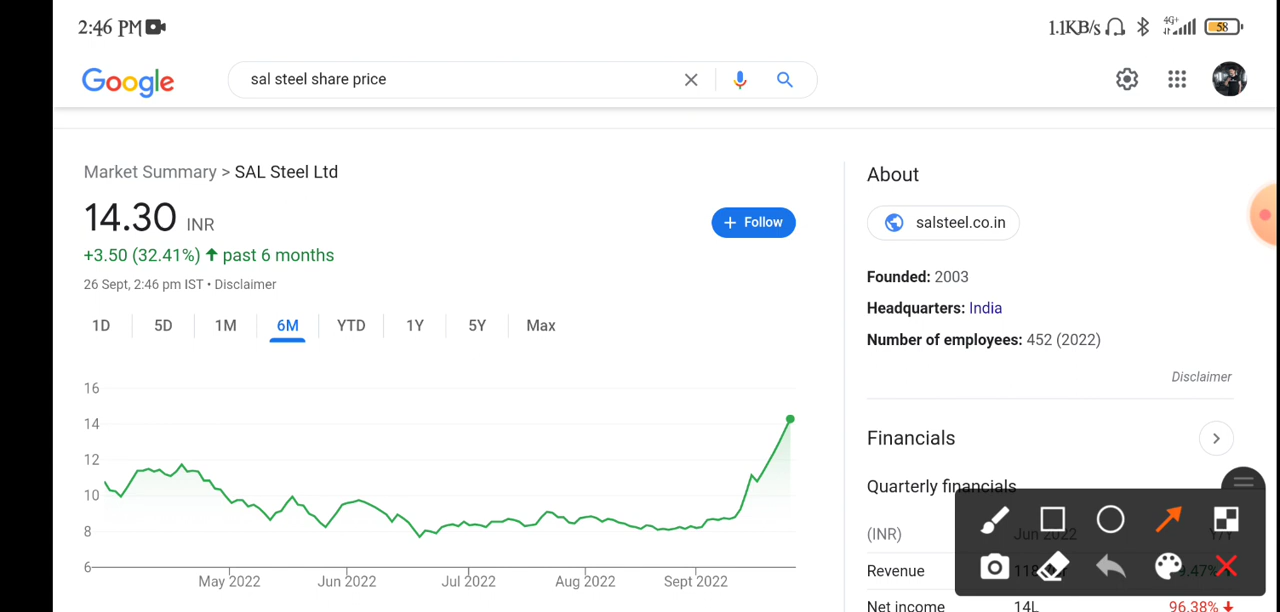 2:46 PM
1.1KB/s 4G+ 58
Google
sal steel share price
Market Summary > SAL Steel Ltd
14.30 INR
+ Follow
+3.50 (32.41%) ↑ past 6 months
26 Sept, 2:46 pm IST • Disclaimer
1D 5D 1M 6M YTD 1Y 5Y Max
16
14
12
10
8
6
May 2022 Jun 2022 Jul 2022 Aug 2022 Sept 2022
About
salsteel.co.in
Founded: 2003
Headquarters: India
Number of employees: 452 (2022)
Disclaimer
Financials
Quarterly financials
(INR) Jun 2022 Y/Y
Revenue
Net income 14L 96.38% ↓